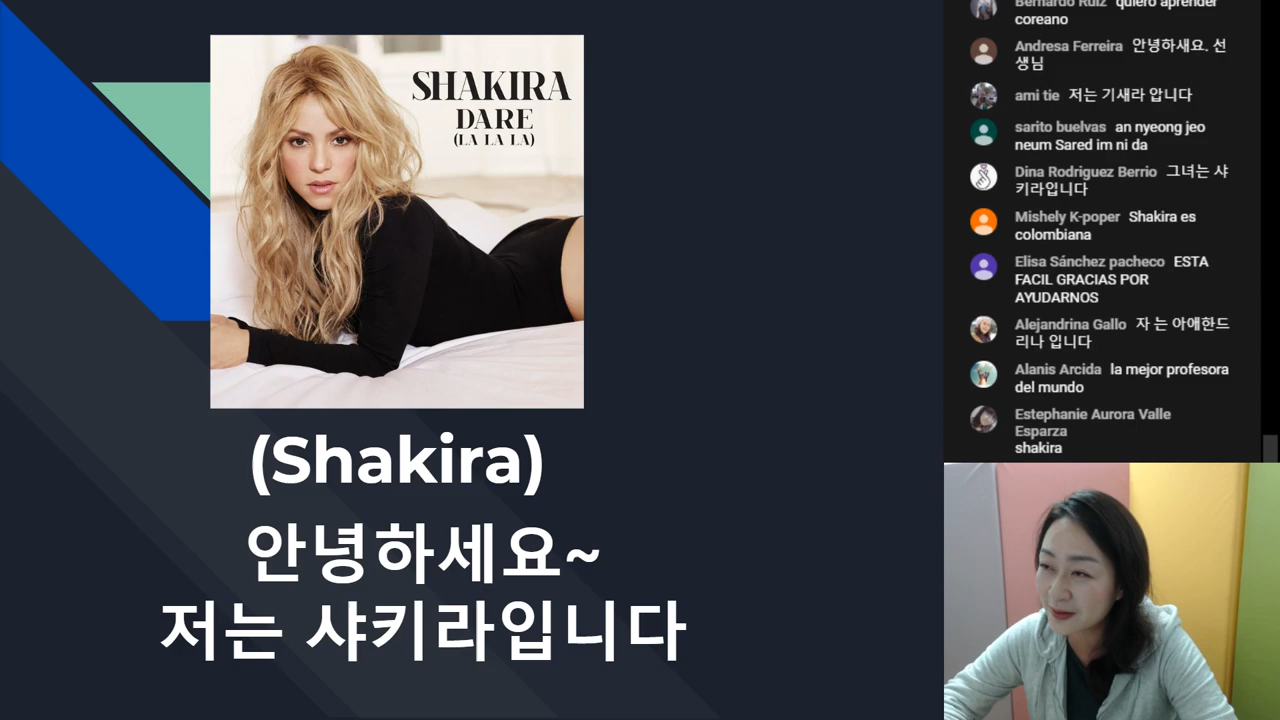 SHAKIRA
DARE
(LA LA LA)
(Shakira)
안녕하세요~
저는 샤키라입니다
Bernardo Ruiz quiero aprender
coreano
Andresa Ferreira 안녕하새요. 선
생님
ami tie 저는 기새라 압니다
sarito buelvas an nyeong jeo
neum Sared im ni da
Dina Rodriguez Berrio 그녀는 샤
키라입니다
Mishely K-poper Shakira es
colombiana
Elisa Sánchez pacheco ESTA
FACIL GRACIAS POR
AYUDARNOS
Alejandrina Gallo 자 는 아애한드
리나 입니다
Alanis Arcida la mejor profesora
del mundo
Estephanie Aurora Valle
Esparza
shakira